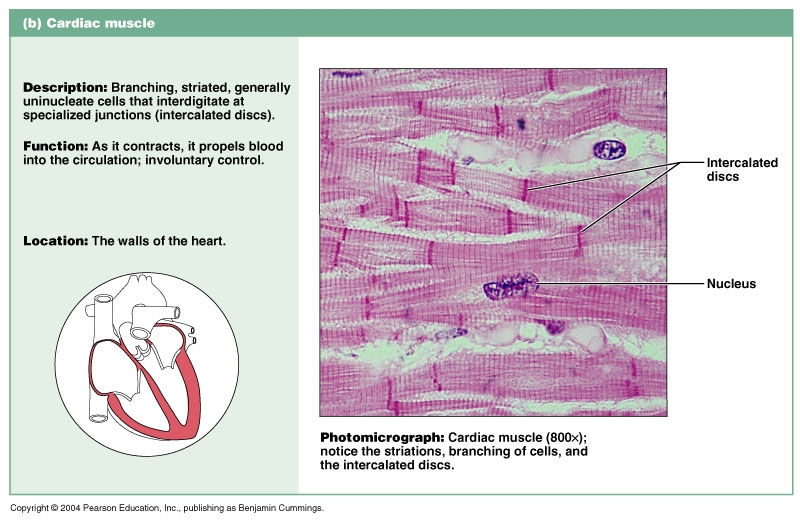 (b) Cardiac muscle
Description: Branching, striated, generally
uninucleate cells that interdigitate at
specialized junctions (intercalated discs).
Function: As it contracts, it propels blood
into the circulation; involuntary control.
Location: The walls of the heart.
Intercalated
discs
Nucleus
Photomicrograph: Cardiac muscle (800×);
notice the striations, branching of cells, and
the intercalated discs.
Copyright © 2004 Pearson Education, Inc., publishing as Benjamin Cummings.